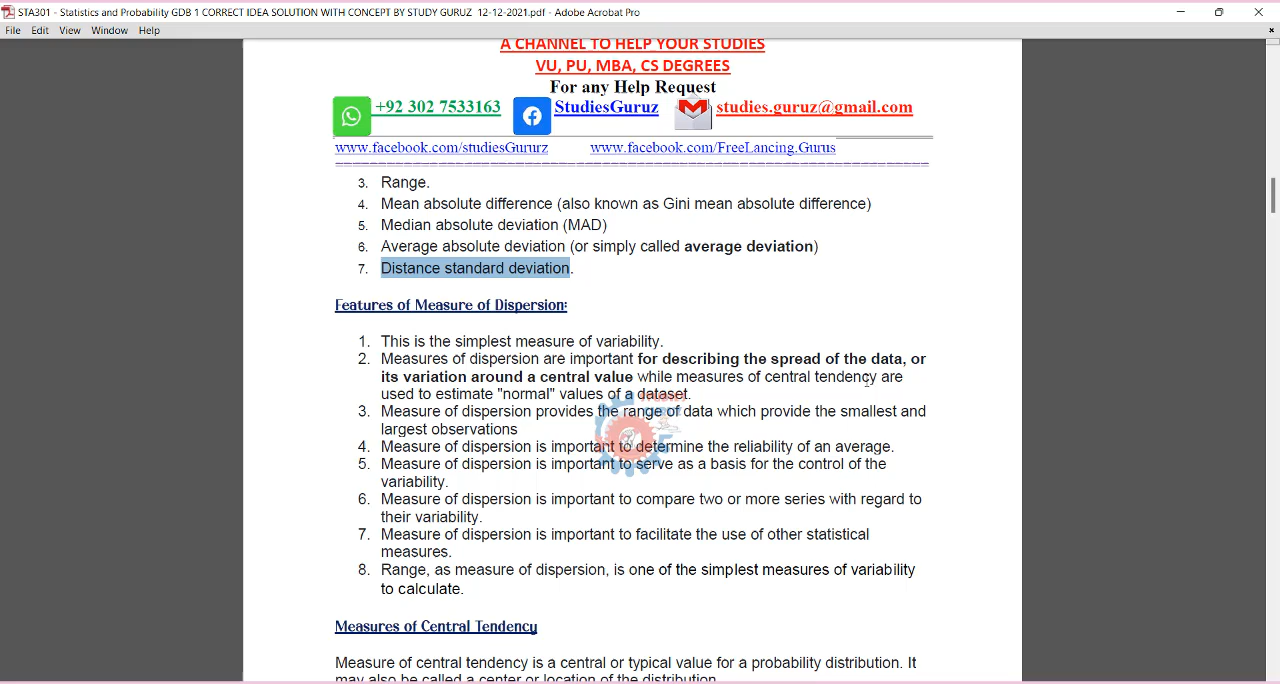 STA301 - Statistics and Probability GDB 1 CORRECT IDEA SOLUTION WITH CONCEPT BY STUDY GURUZ 12-12-2021.pdf - Adobe Acrobat Pro
File Edit View Window Help
A CHANNEL TO HELP YOUR STUDIES
VU, PU, MBA, CS DEGREES
For any Help Request
+92 302 7533163 StudiesGuruz studies.guruz@gmail.com
www.facebook.com/studiesGururz www.facebook.com/FreeLancing.Gurus
3. Range.
4. Mean absolute difference (also known as Gini mean absolute difference)
5. Median absolute deviation (MAD)
6. Average absolute deviation (or simply called average deviation)
7. Distance standard deviation.
Features of Measure of Dispersion:
1. This is the simplest measure of variability.
2. Measures of dispersion are important for describing the spread of the data, or
its variation around a central value while measures of central tendency are
used to estimate "normal" values of a dataset.
3. Measure of dispersion provides the range of data which provide the smallest and
largest observations
4. Measure of dispersion is important to determine the reliability of an average.
5. Measure of dispersion is important to serve as a basis for the control of the
variability.
6. Measure of dispersion is important to compare two or more series with regard to
their variability.
7. Measure of dispersion is important to facilitate the use of other statistical
measures.
8. Range, as measure of dispersion, is one of the simplest measures of variability
to calculate.
Measures of Central Tendency
Measure of central tendency is a central or typical value for a probability distribution. It
may also be called a center or location of the distribution.